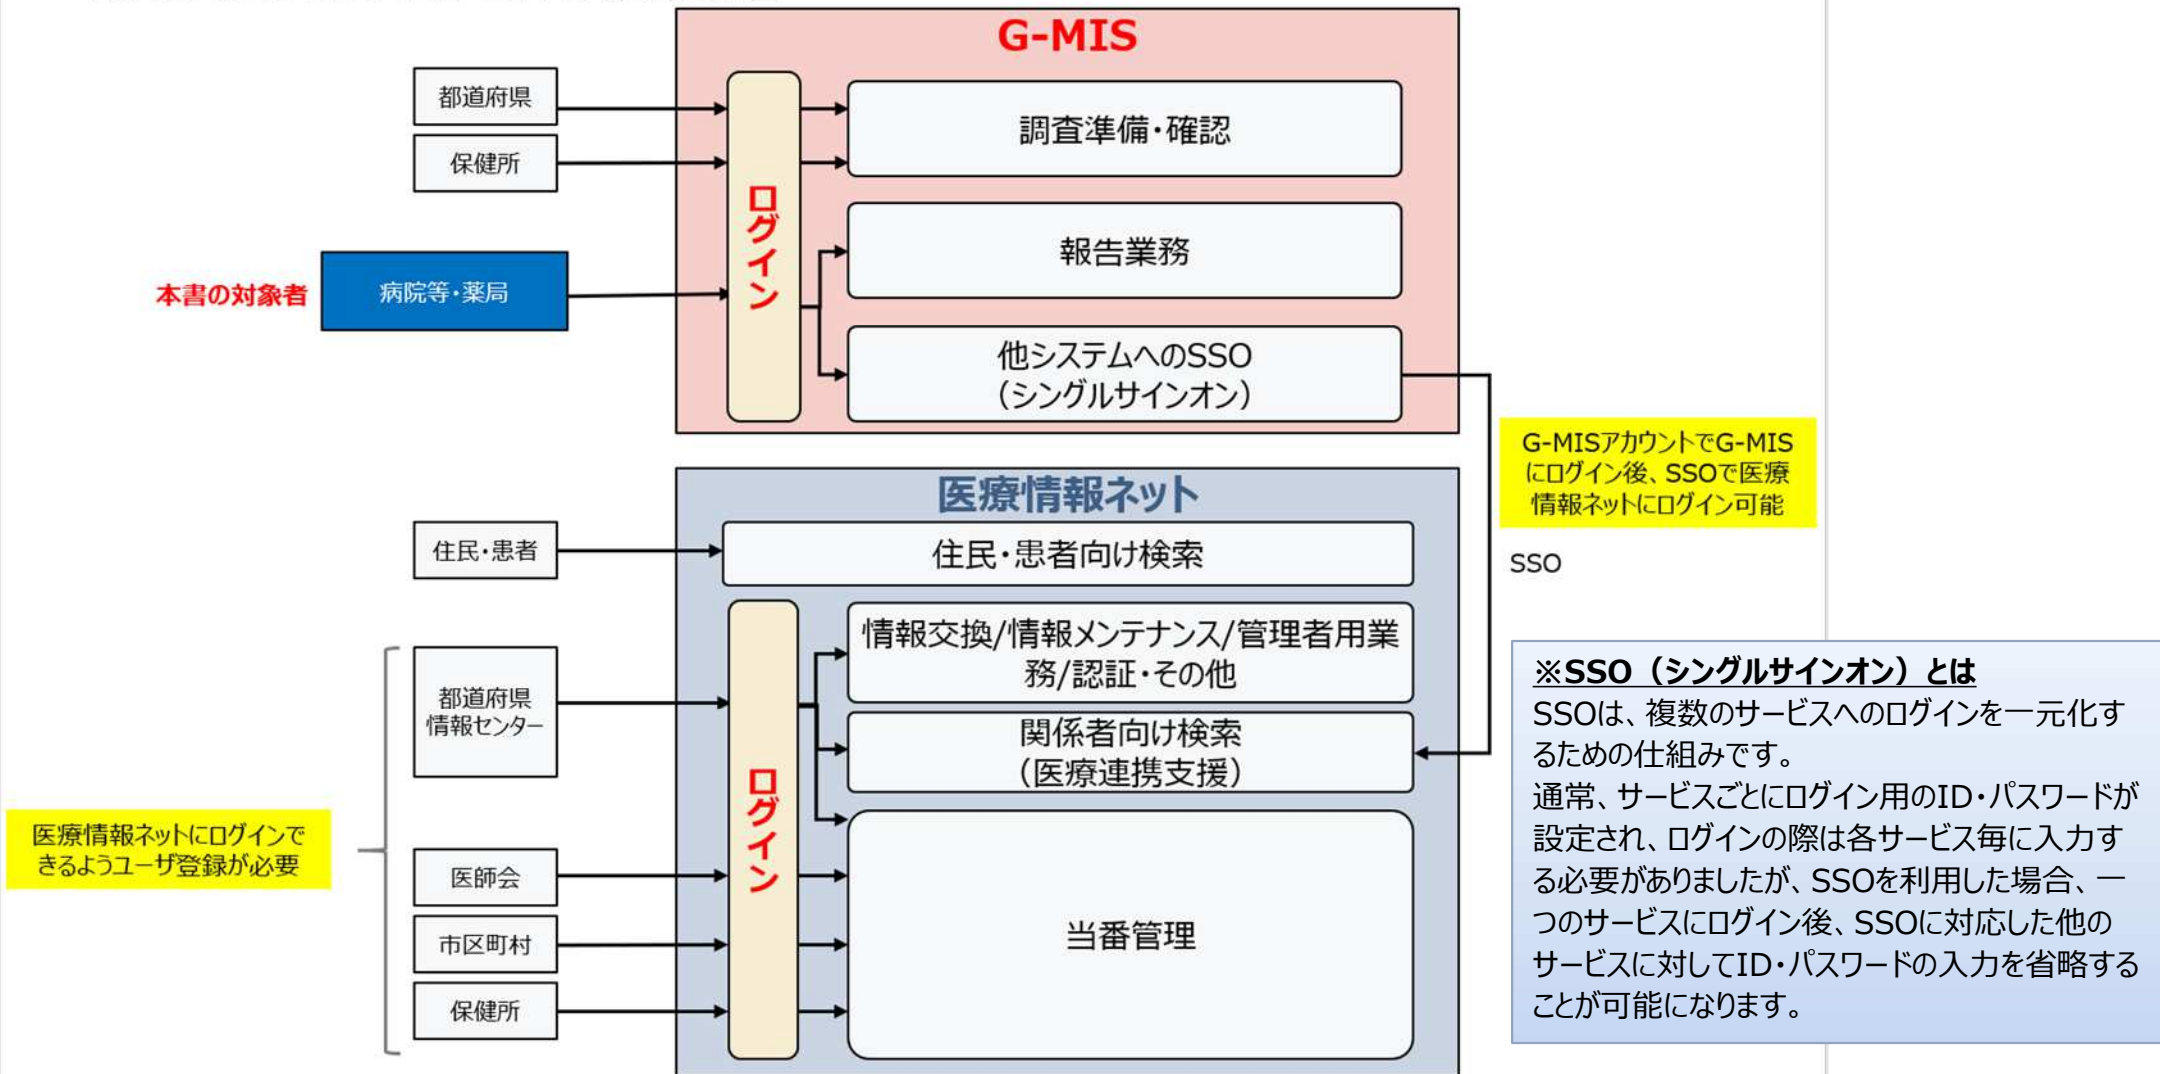 G-MIS
都道府県
保健所
ログイン
調査準備・確認
報告業務
他システムへのSSO
（シングルサインオン）
本書の対象者
病院等・薬局
G-MISアカウントでG-MIS
にログイン後、SSOで医療
情報ネットにログイン可能
SSO
医療情報ネット
住民・患者
住民・患者向け検索
都道府県
情報センター
ログイン
情報交換/情報メンテナンス/管理者用業
務/認証・その他
関係者向け検索
（医療連携支援）
医療情報ネットにログインで
きるようユーザ登録が必要
医師会
市区町村
保健所
当番管理
※SSO（シングルサインオン）とは
SSOは、複数のサービスへのログインを一元化す
るための仕組みです。
通常、サービスごとにログイン用のID・パスワードが
設定され、ログインの際は各サービス毎に入力す
る必要がありましたが、SSOを利用した場合、一
つのサービスにログイン後、SSOに対応した他の
サービスに対してID・パスワードの入力を省略する
ことが可能になります。